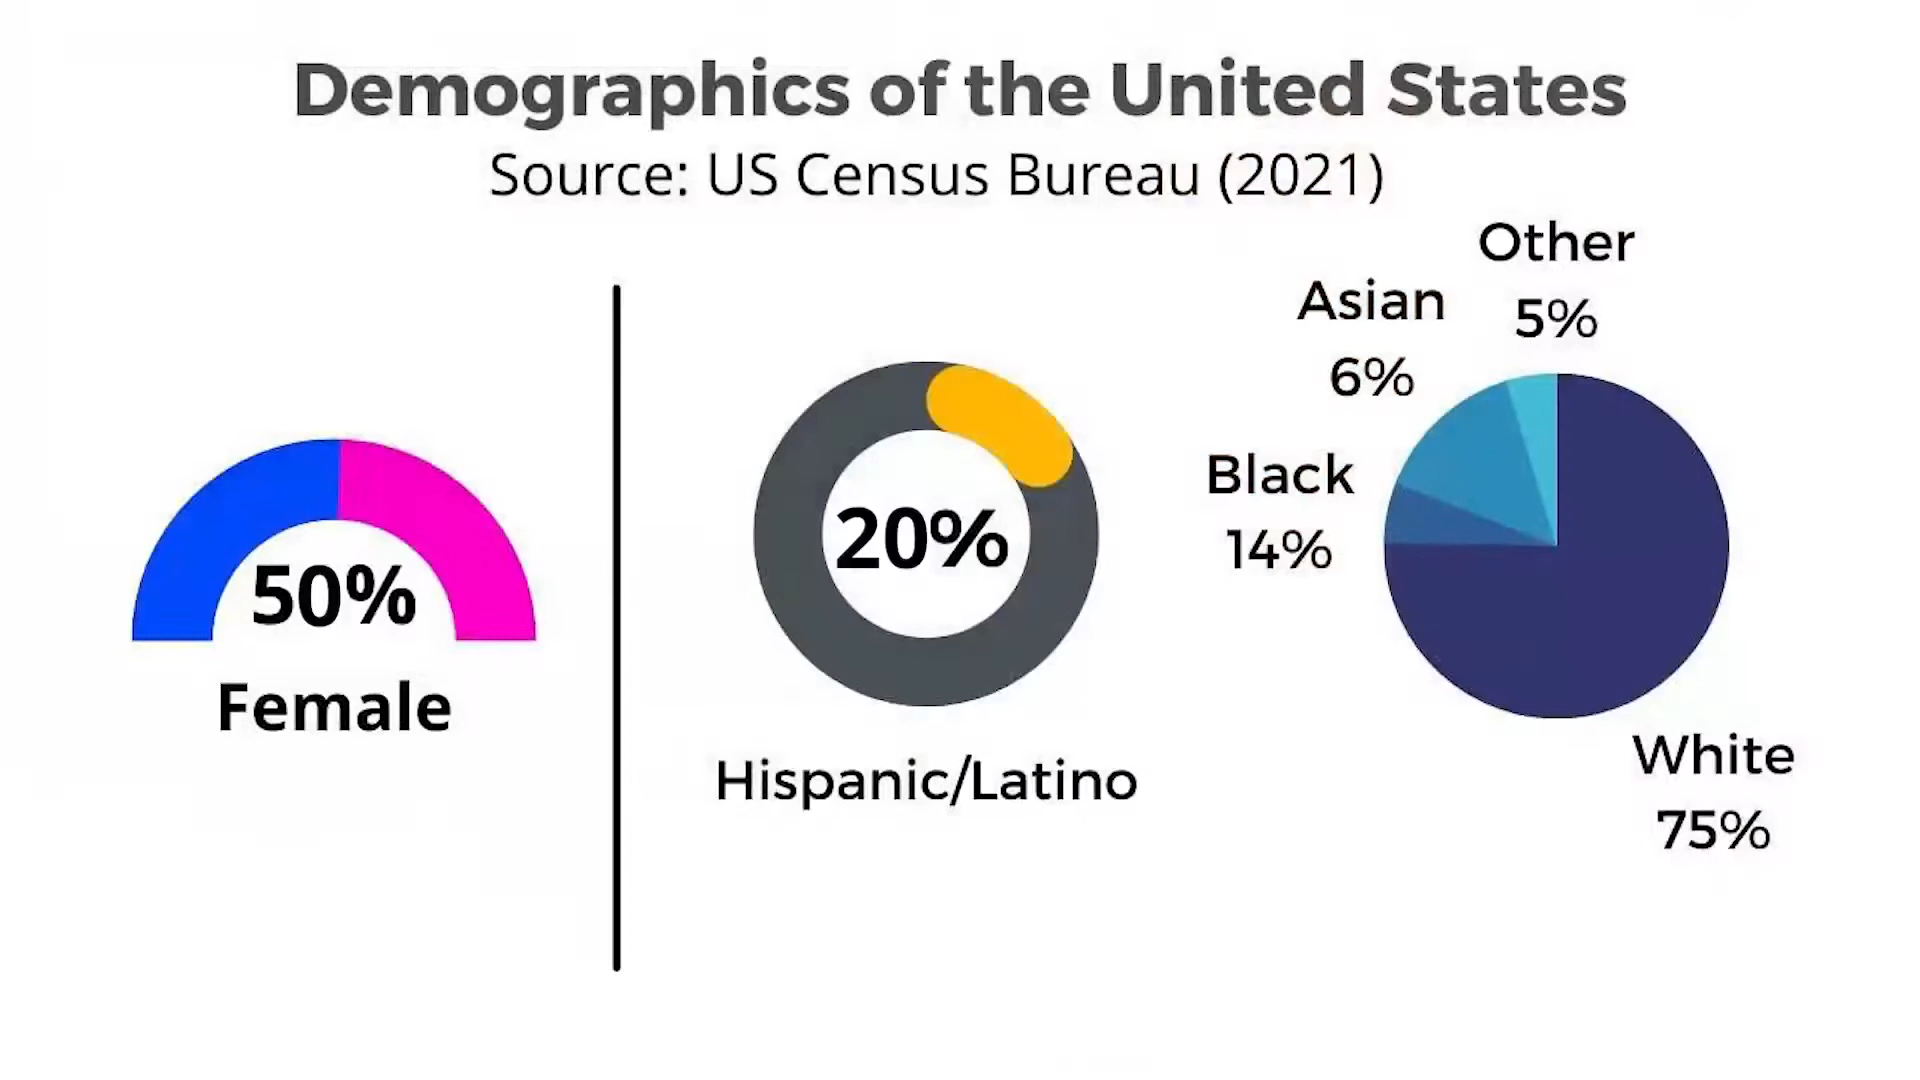 Demographics of the United States
Source: US Census Bureau (2021)
50%
Female
20%
Hispanic/Latino
Other
5%
Asian
6%
Black
14%
White
75%